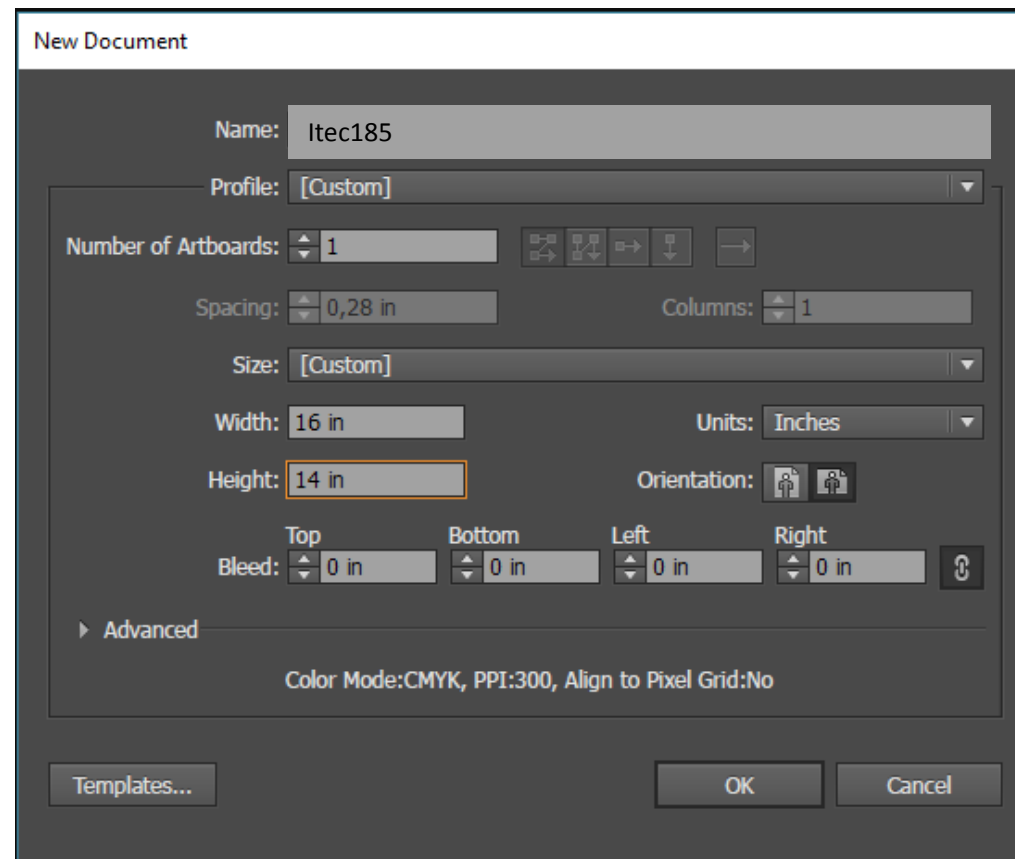 New Document
Name: Itec185
Profile: [Custom]
Number of Artboards: 1
Spacing: 0,28 in Columns: 1
Size: [Custom]
Width: 16 in Units: Inches
Height: 14 in Orientation:
Top Bottom Left Right
Bleed: 0 in 0 in 0 in 0 in
Advanced
Color Mode:CMYK, PPI:300, Align to Pixel Grid:No
Templates... OK Cancel